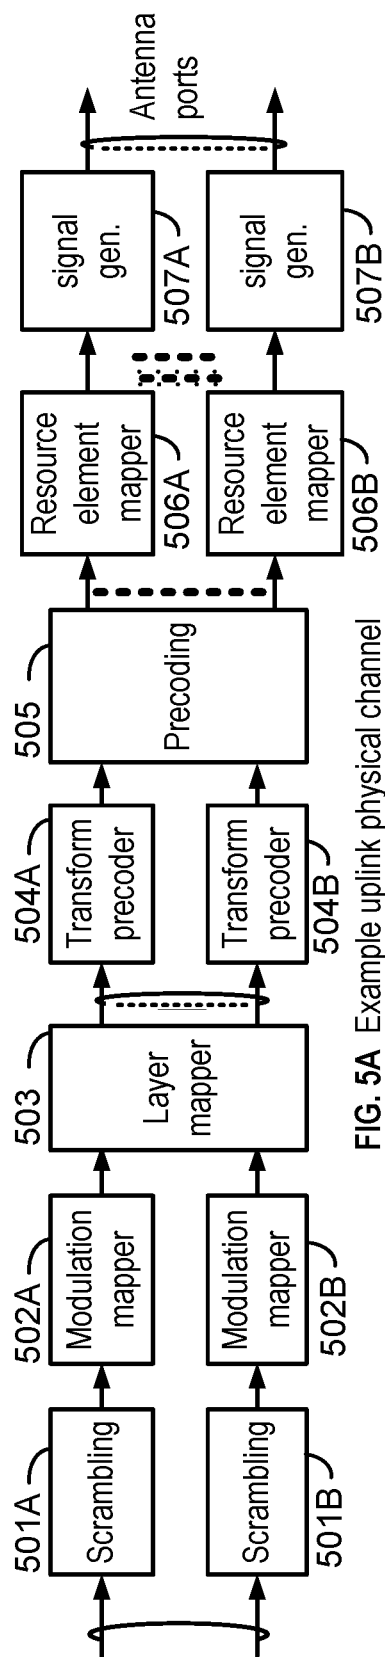 501A
Scrambling
501B
Scrambling
502A
Modulation
mapper
502B
Modulation
mapper
503
Layer
mapper
504A
Transform
precoder
504B
Transform
precoder
505
Precoding
506A
Resource
element
mapper
506B
Resource
element
mapper
507A
signal
gen.
507B
signal
gen.
Antenna
ports
FIG. 5A Example uplink physical channel